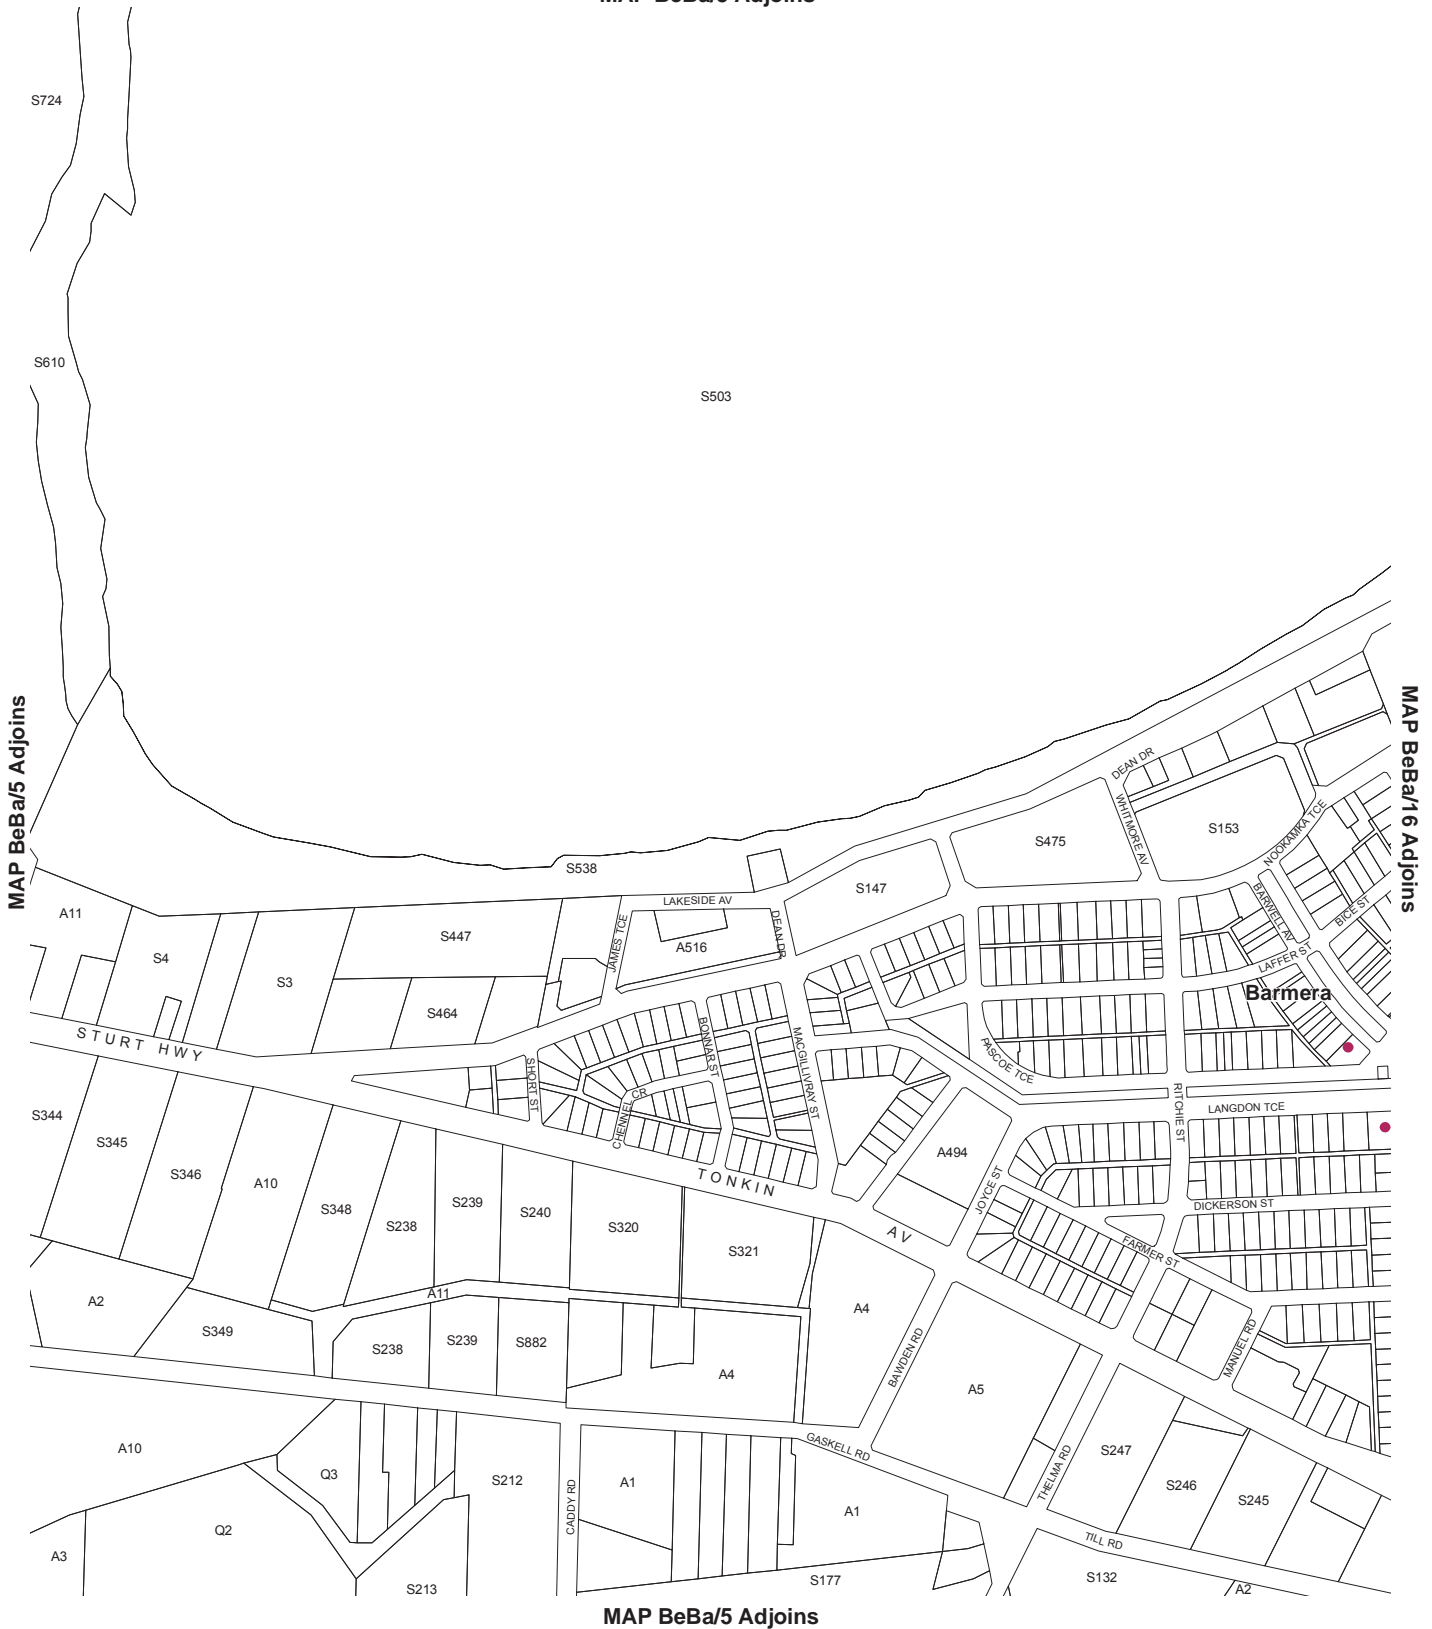 S724
S610
S503
MAP BeBa/5 Adjoins
MAP BeBa/16 Adjoins
DEAN DR
WHITMORE AV
S153
NOOKAMKA TCE
S475
S538
S147
BARWELL AV
BICE ST
LAKESIDE AV
A11
JAMES TCE
DEAN DR
S447
A516
S4
LAFFER ST
S3
Barmera
S464
STURT HWY
BONNAR ST
MACGILLIVRAY ST
PASCOE TCE
SHORT ST
CHENNEL CR
RITCHIE ST
LANGDON TCE
S344
S345
A494
S346
A10
TONKIN
JOYCE ST
S348
S238
S239
S240
S320
DICKERSON ST
AV
S321
FARMER ST
A11
A2
A4
S349
S238
S239
S882
MANUEL RD
BAWDEN RD
A4
A5
A10
GASKELL RD
S247
Q3
S212
A1
THELMA RD
S246
S245
CADDY RD
A1
Q2
TILL RD
A3
S213
S177
S132
A2
MAP BeBa/5 Adjoins